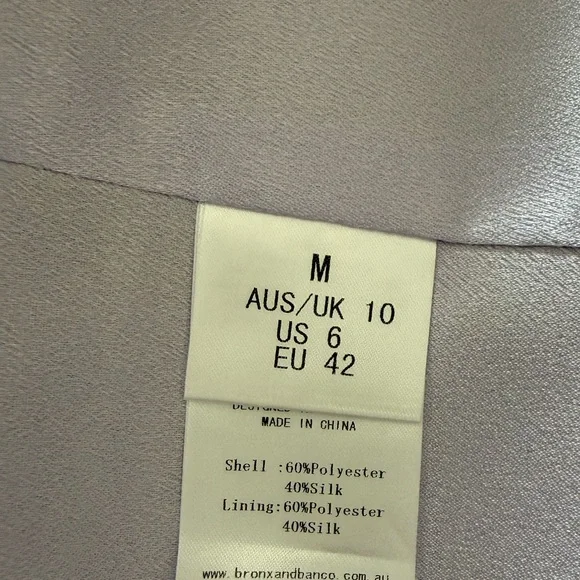 M
AUS/UK 10
US 6
EU 42
MADE IN CHINA
Shell :60%Polyester
40%Silk
Lining:60%Polyester
40%Silk
www.bronxandbanco.com.au